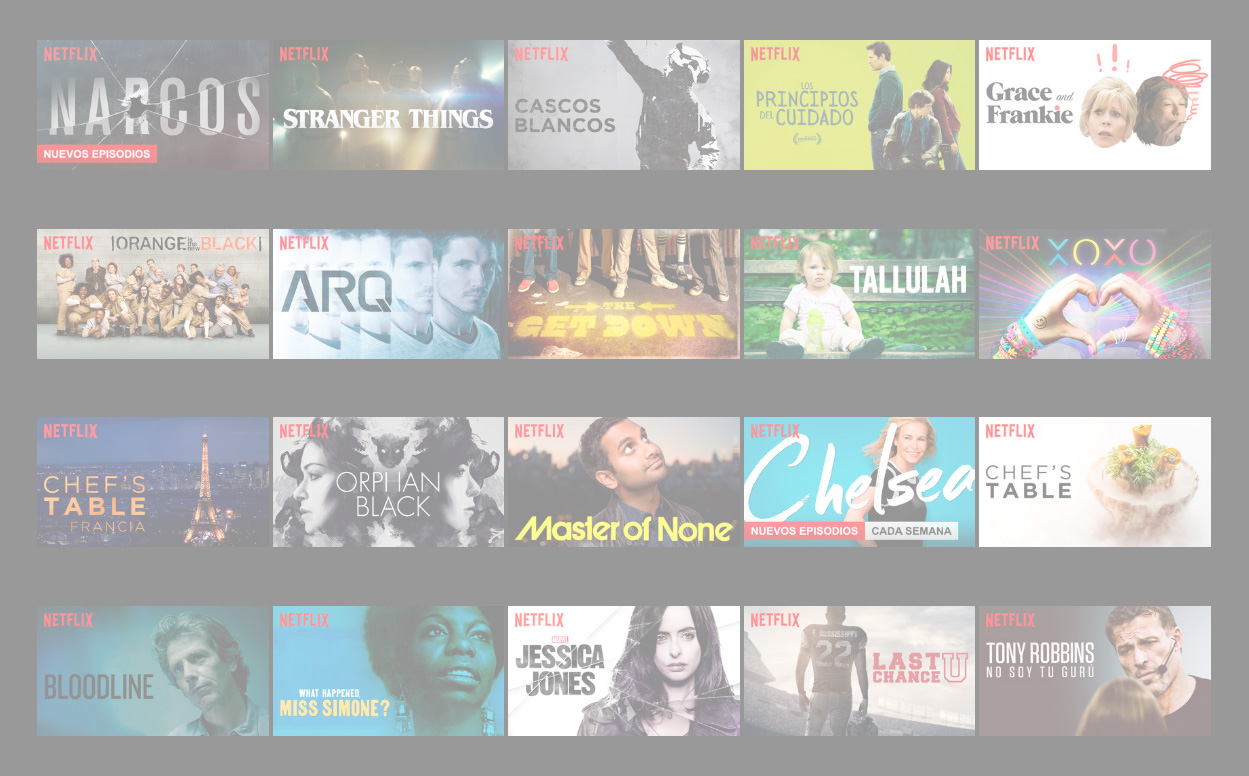 NETFLIX
NARCOS
NUEVOS EPISODIOS
NETFLIX
STRANGER THINGS
NETFLIX
CASCOS
BLANCOS
LOS
PRINCIPIOS
DEL CUIDADO
NETFLIX
Grace and
Frankie
NETFLIX
ORANGE is the new BLACK
NETFLIX
ARQ
NETFLIX
THE
GET DOWN
NETFLIX
TALLULAH
NETFLIX
XOXO
NETFLIX
CHEF'S
TABLE
FRANCIA
NETFLIX
ORPHAN
BLACK
NETFLIX
Master of None
NETFLIX
Chelsea
NUEVOS EPISODIOS CADA SEMANA
NETFLIX
CHEF'S
TABLE
NETFLIX
BLOODLINE
NETFLIX
WHAT HAPPENED,
MISS SIMONE?
NETFLIX
MARVEL
JESSICA
JONES
NETFLIX
22
LAST
CHANCE U
NETFLIX
TONY ROBBINS
NO SOY TU GURÚ